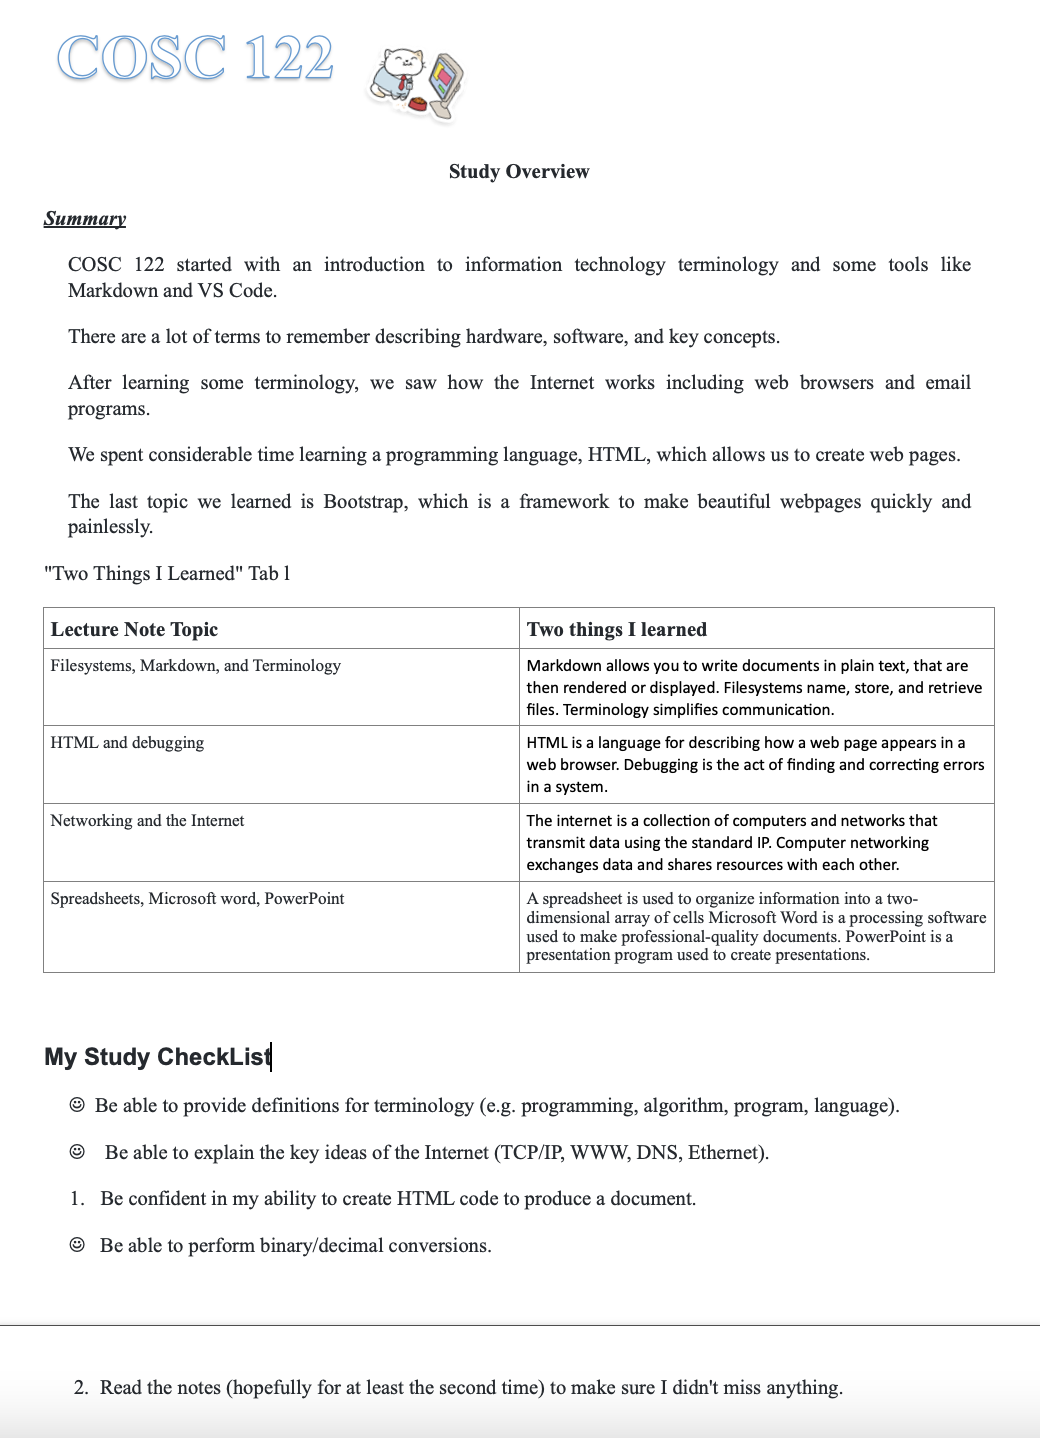 COSC 122
Study Overview
Summary
COSC 122 started with an introduction to information technology terminology and some tools like
Markdown and VS Code.
There are a lot of terms to remember describing hardware, software, and key concepts.
After learning some terminology, we saw how the Internet works including web browsers and email
programs.
We spent considerable time learning a programming language, HTML, which allows us to create web pages.
The last topic we learned is Bootstrap, which is a framework to make beautiful webpages quickly and
painlessly.
"Two Things I Learned" Tab 1
Lecture Note Topic
Two things I learned
Filesystems, Markdown, and Terminology
Markdown allows you to write documents in plain text, that are
then rendered or displayed. Filesystems name, store, and retrieve
files. Terminology simplifies communication.
HTML and debugging
HTML is a language for describing how a web page appears in a
web browser. Debugging is the act of finding and correcting errors
in a system.
Networking and the Internet
The internet is a collection of computers and networks that
transmit data using the standard IP. Computer networking
exchanges data and shares resources with each other.
Spreadsheets, Microsoft word, PowerPoint
A spreadsheet is used to organize information into a two-
dimensional array of cells Microsoft Word is a processing software
used to make professional-quality documents. PowerPoint is a
presentation program used to create presentations.
My Study CheckList
☺ Be able to provide definitions for terminology (e.g. programming, algorithm, program, language).
☺ Be able to explain the key ideas of the Internet (TCP/IP, WWW, DNS, Ethernet).
1. Be confident in my ability to create HTML code to produce a document.
☺ Be able to perform binary/decimal conversions.
2. Read the notes (hopefully for at least the second time) to make sure I didn't miss anything.